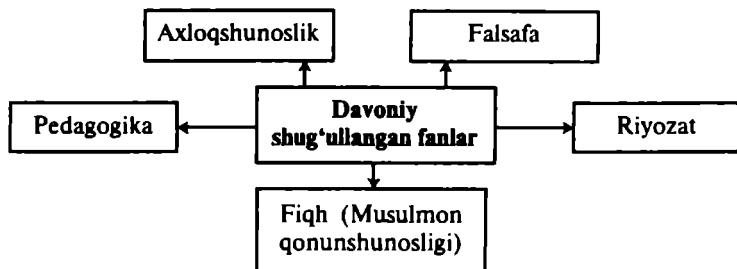 Axloqshunoslik
Falsafa
Pedagogika
Davoniy
shug‘ullangan fanlar
Riyozat
Fiqh (Musulmon
qonunshunosligi)